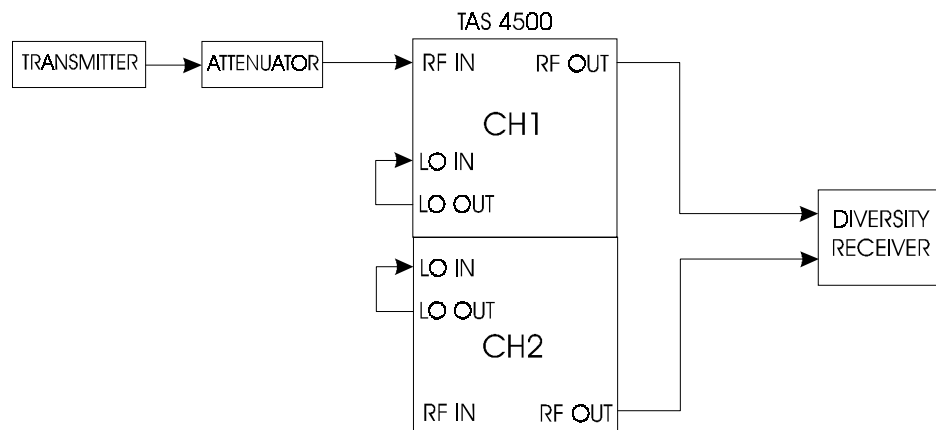 TAS 4500
TRANSMITTER
ATTENUATOR
RF IN
RF OUT
CH1
LO IN
LO OUT
DIVERSITY
RECEIVER
LO IN
LO OUT
CH2
RF IN
RF OUT